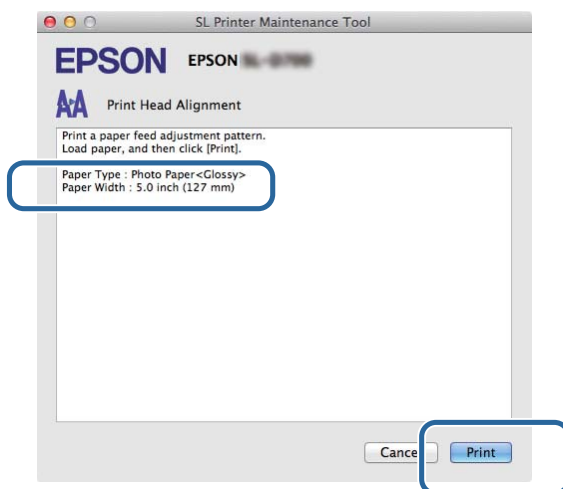 SL Printer Maintenance Tool
EPSON EPSON
Print Head Alignment
Print a paper feed adjustment pattern.
Load paper, and then click [Print].
Paper Type : Photo Paper<Glossy>
Paper Width : 5.0 inch (127 mm)
Cancel Print